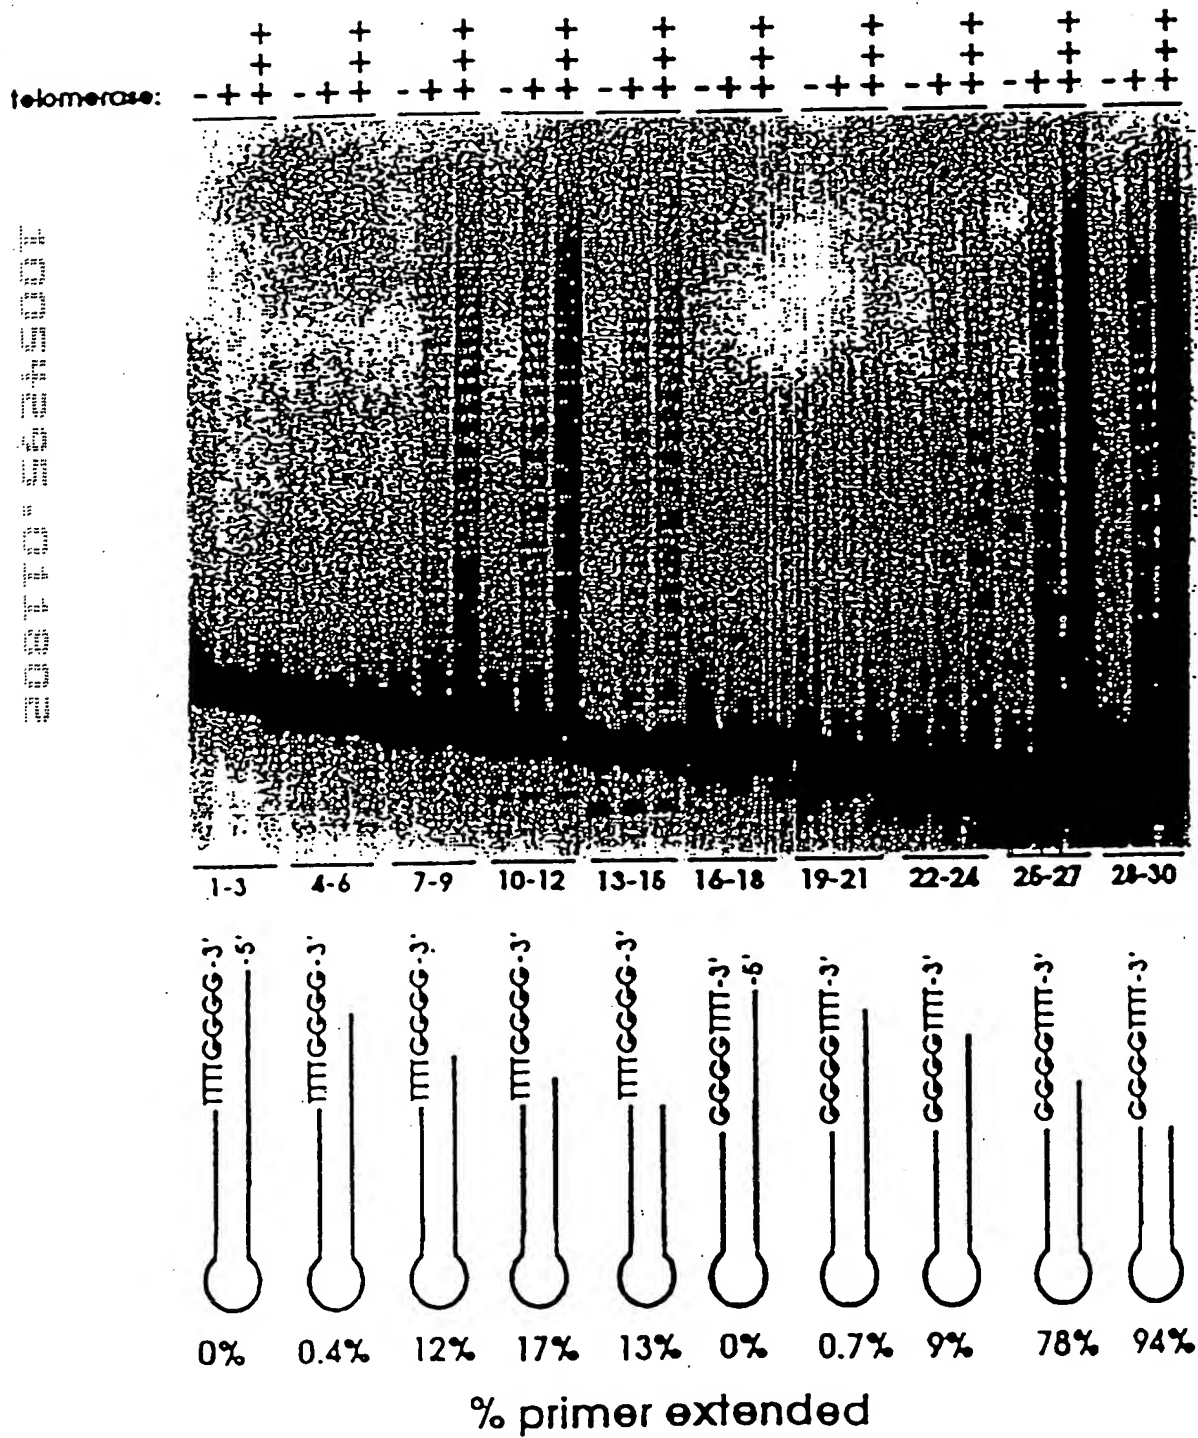 + + + + + + + + + +
+ + + + + + + + + +
telomerase: - + + - + + - + + - + + - + + - + + - + + - + + - + + - + +
10054295.011802
1-3 4-6 7-9 10-12 13-15 16-18 19-21 22-24 25-27 28-30
TTTTGGGG-3' -5' TTTTGGGG-3' TTTTGGGG-3' TTTTGGGG-3' TTTTGGGG-3' GGGGTTTT-3' -5' GGGGTTTT-3' GGGGTTTT-3' GGGGTTTT-3' GGGGTTTT-3'
0% 0.4% 12% 17% 13% 0% 0.7% 9% 78% 94%
% primer extended